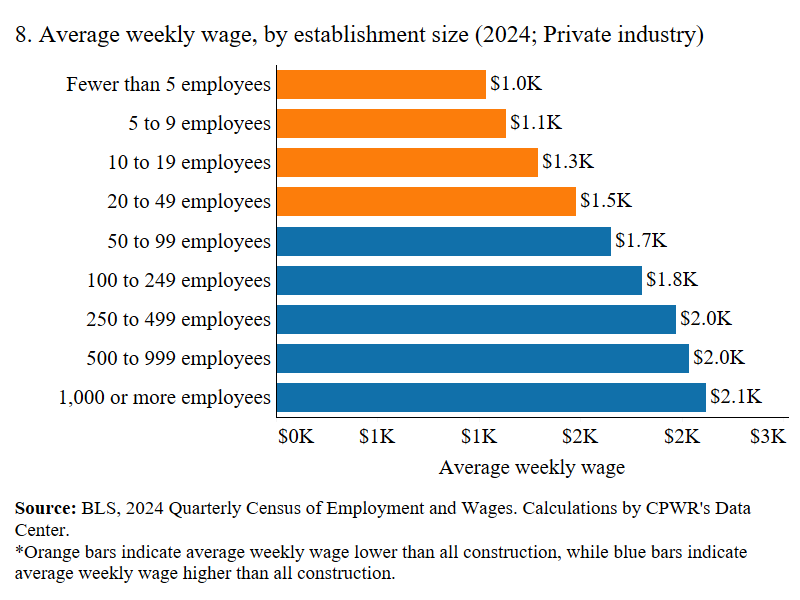 8. Average weekly wage, by establishment size (2024; Private industry)
Fewer than 5 employees $1.0K
5 to 9 employees $1.1K
10 to 19 employees $1.3K
20 to 49 employees $1.5K
50 to 99 employees $1.7K
100 to 249 employees $1.8K
250 to 499 employees $2.0K
500 to 999 employees $2.0K
1,000 or more employees $2.1K
$0K $1K $1K $2K $2K $3K
Average weekly wage
Source: BLS, 2024 Quarterly Census of Employment and Wages. Calculations by CPWR's Data
Center.
*Orange bars indicate average weekly wage lower than all construction, while blue bars indicate
average weekly wage higher than all construction.